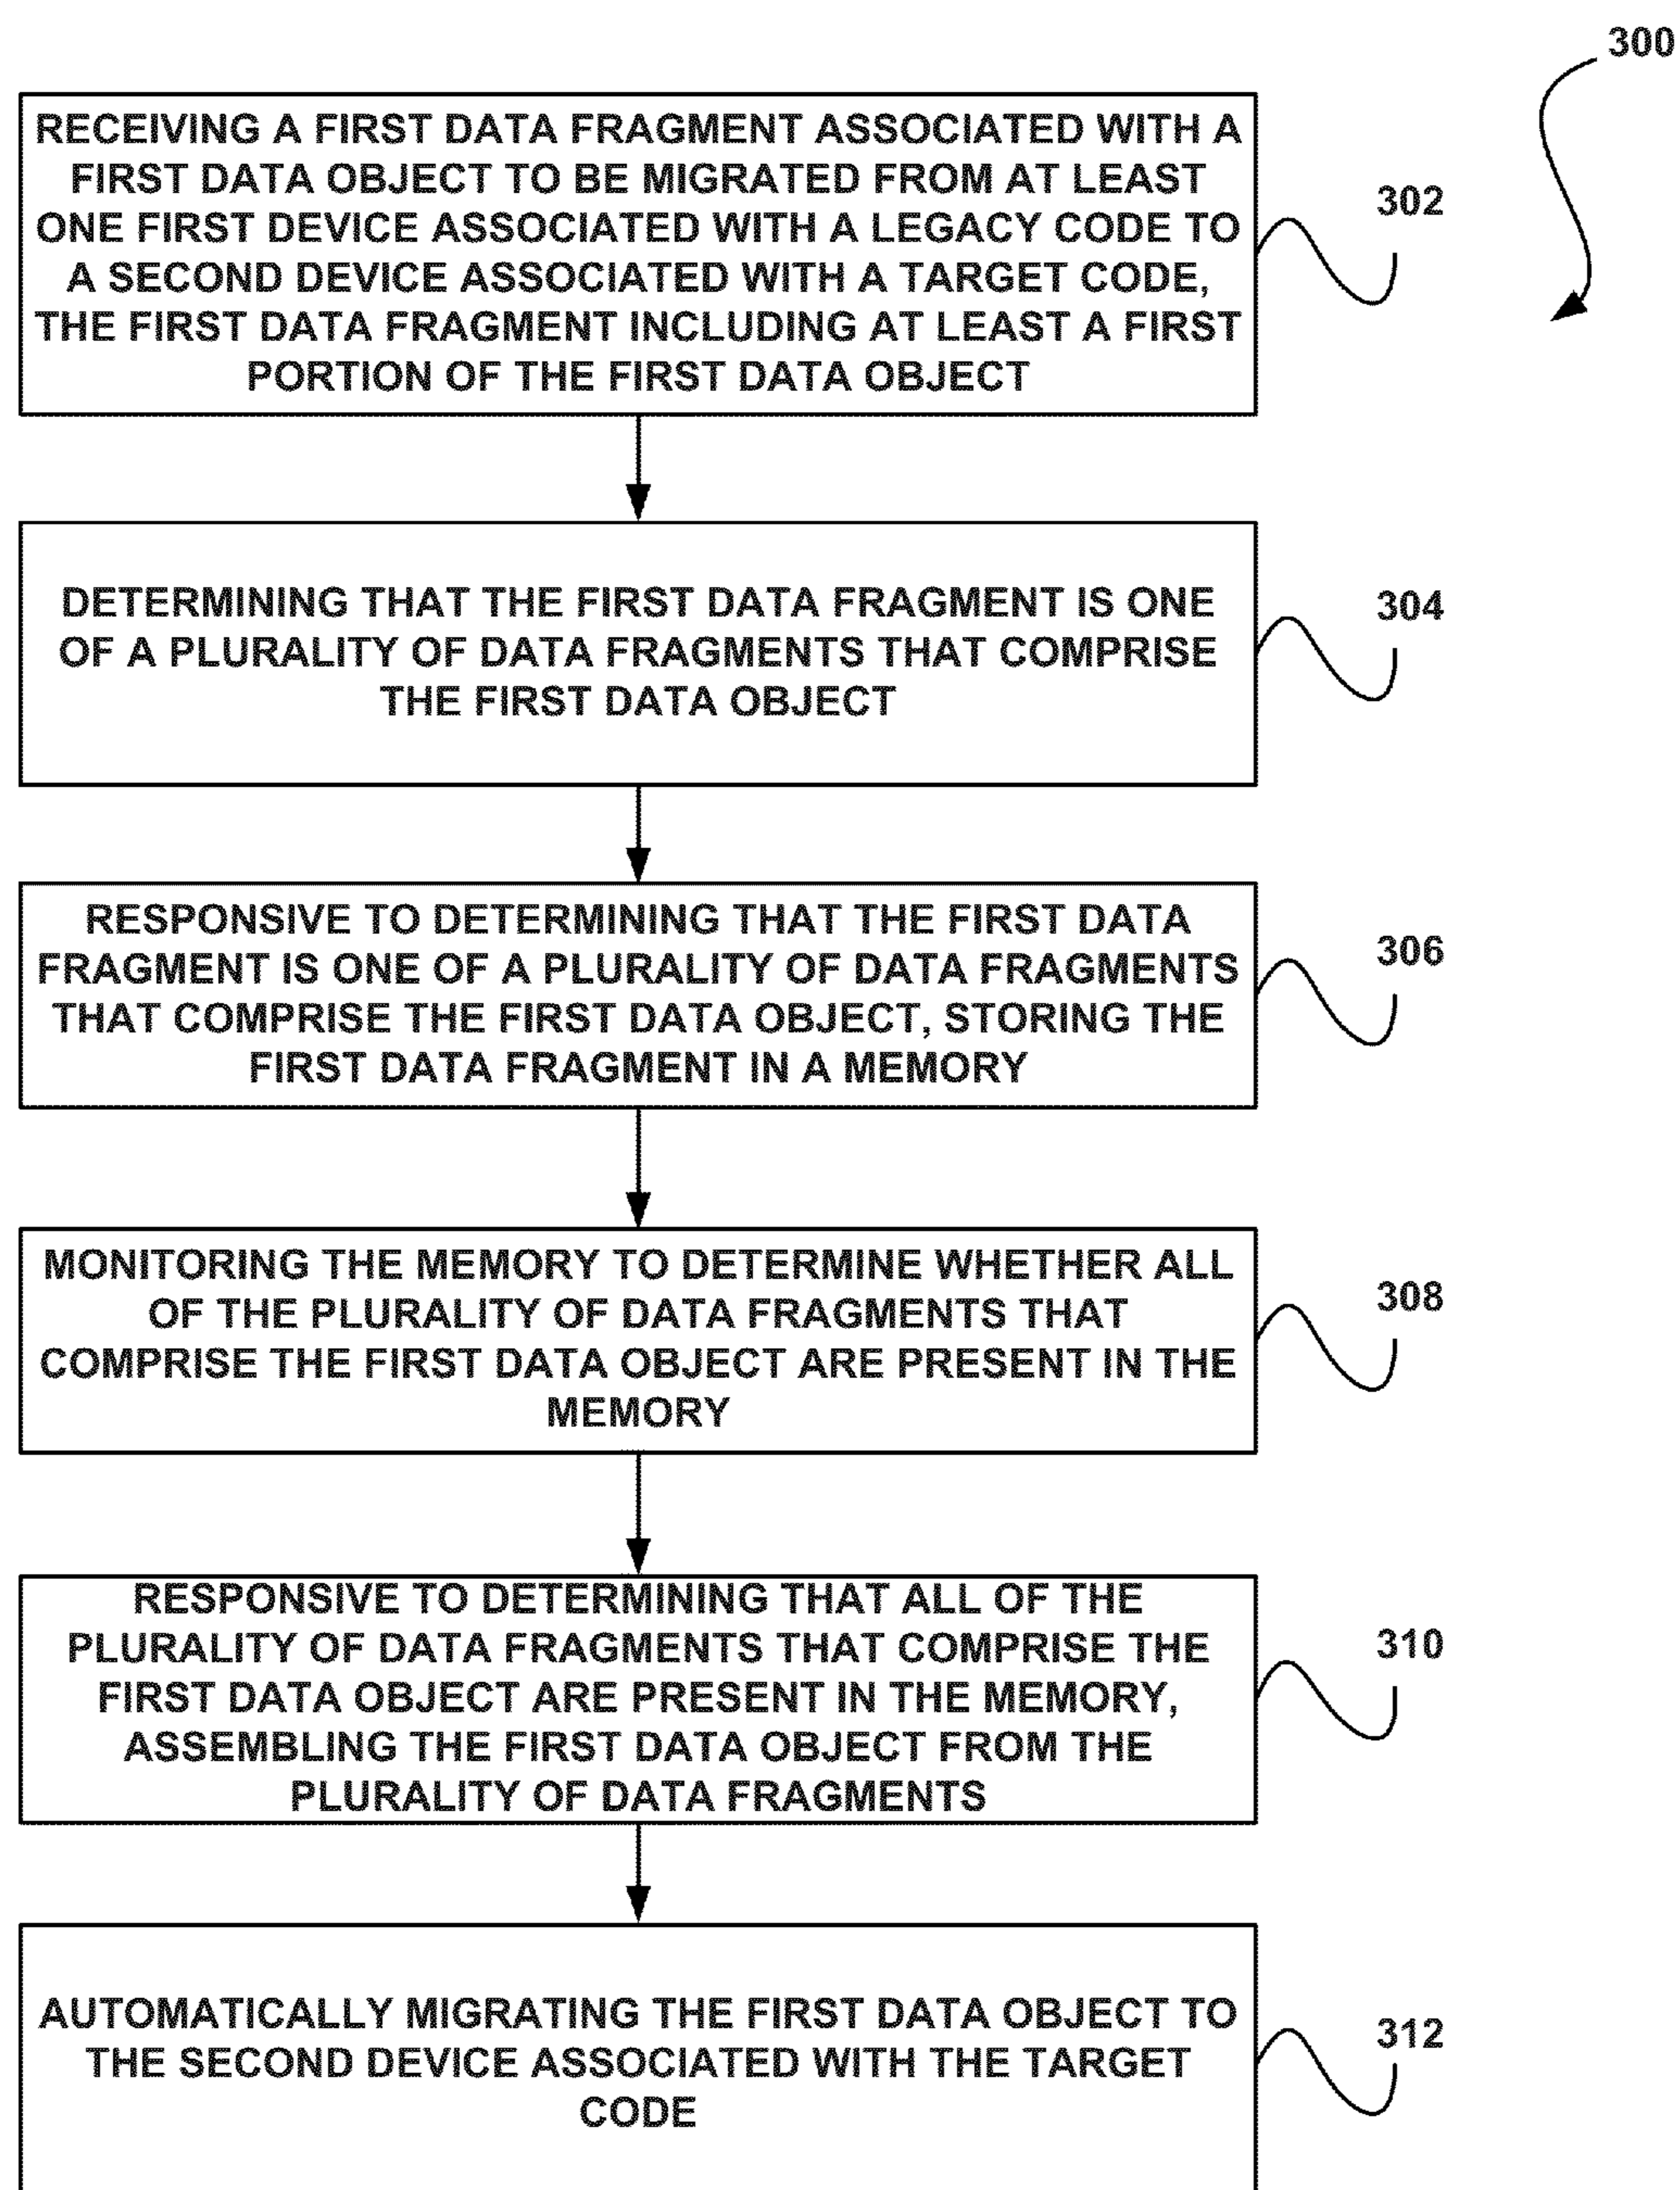 300
RECEIVING A FIRST DATA FRAGMENT ASSOCIATED WITH A
FIRST DATA OBJECT TO BE MIGRATED FROM AT LEAST
ONE FIRST DEVICE ASSOCIATED WITH A LEGACY CODE TO
A SECOND DEVICE ASSOCIATED WITH A TARGET CODE,
THE FIRST DATA FRAGMENT INCLUDING AT LEAST A FIRST
PORTION OF THE FIRST DATA OBJECT
302
DETERMINING THAT THE FIRST DATA FRAGMENT IS ONE
OF A PLURALITY OF DATA FRAGMENTS THAT COMPRISE
THE FIRST DATA OBJECT
304
RESPONSIVE TO DETERMINING THAT THE FIRST DATA
FRAGMENT IS ONE OF A PLURALITY OF DATA FRAGMENTS
THAT COMPRISE THE FIRST DATA OBJECT, STORING THE
FIRST DATA FRAGMENT IN A MEMORY
306
MONITORING THE MEMORY TO DETERMINE WHETHER ALL
OF THE PLURALITY OF DATA FRAGMENTS THAT
COMPRISE THE FIRST DATA OBJECT ARE PRESENT IN THE
MEMORY
308
RESPONSIVE TO DETERMINING THAT ALL OF THE
PLURALITY OF DATA FRAGMENTS THAT COMPRISE THE
FIRST DATA OBJECT ARE PRESENT IN THE MEMORY,
ASSEMBLING THE FIRST DATA OBJECT FROM THE
PLURALITY OF DATA FRAGMENTS
310
AUTOMATICALLY MIGRATING THE FIRST DATA OBJECT TO
THE SECOND DEVICE ASSOCIATED WITH THE TARGET
CODE
312